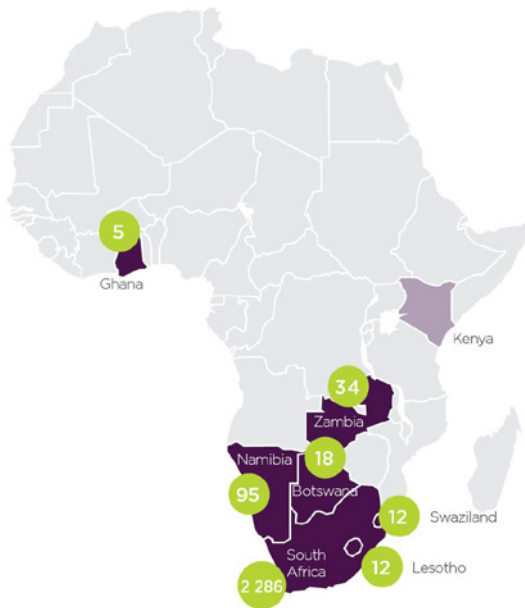 5
Ghana
Kenya
34
Zambia
Namibia
18
95
Botswana
12
Swaziland
South
Africa
12
Lesotho
2 286